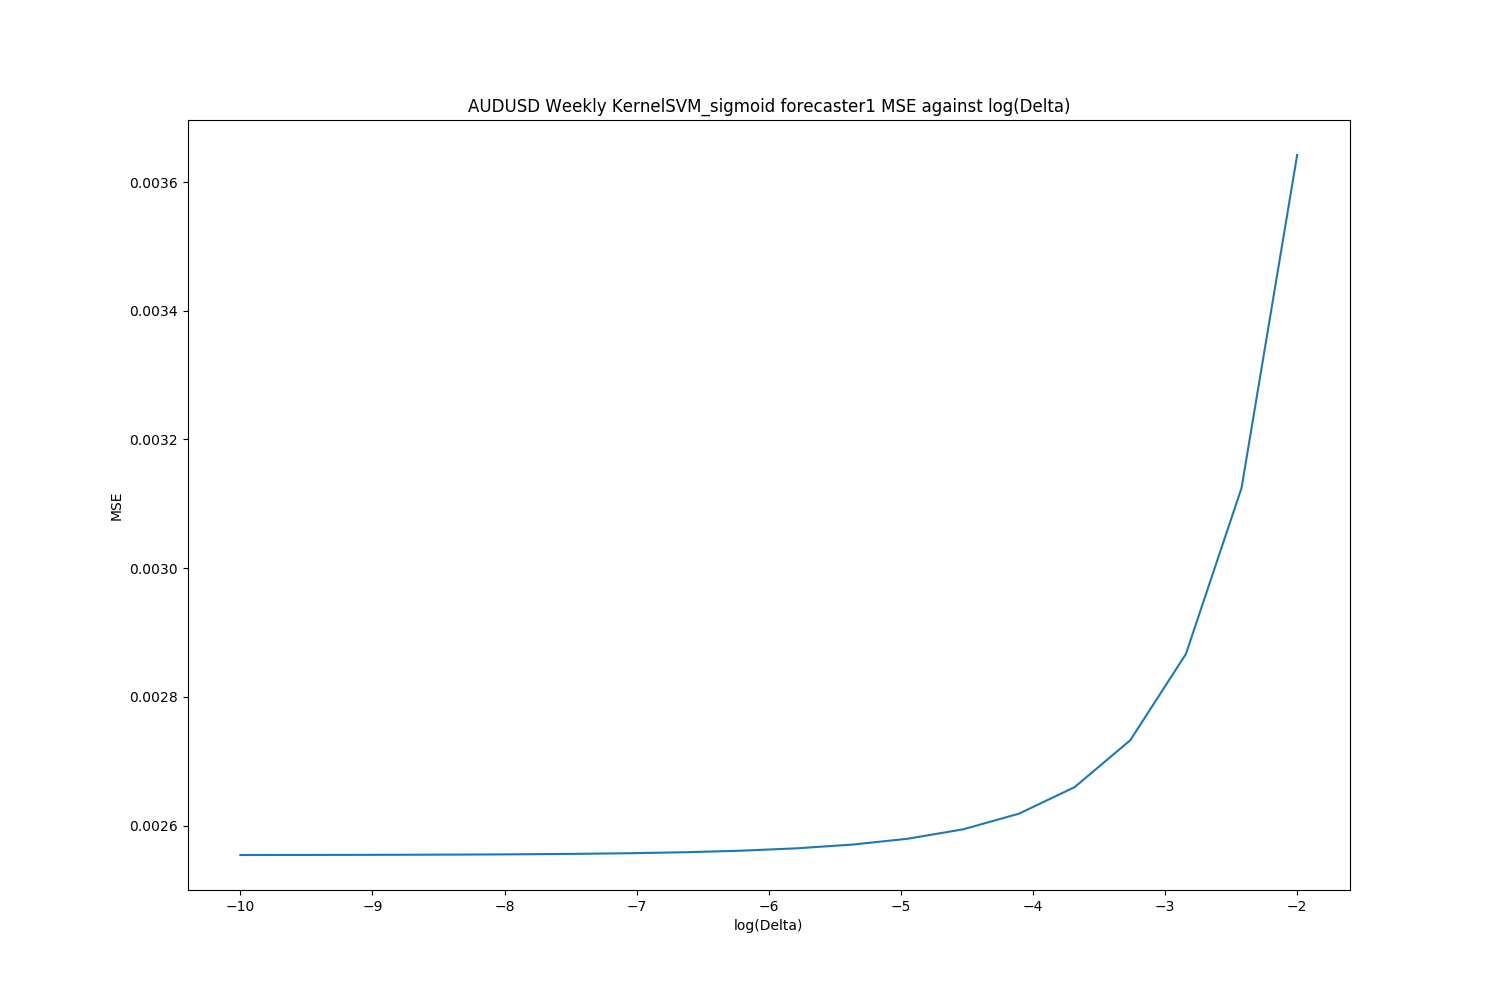 AUDUSD Weekly KernelSVM_sigmoid forecaster1 MSE against log(Delta)
0.0036
0.0034
0.0032
0.0030
0.0028
0.0026
MSE
−10 −9 −8 −7 −6 −5 −4 −3 −2
log(Delta)